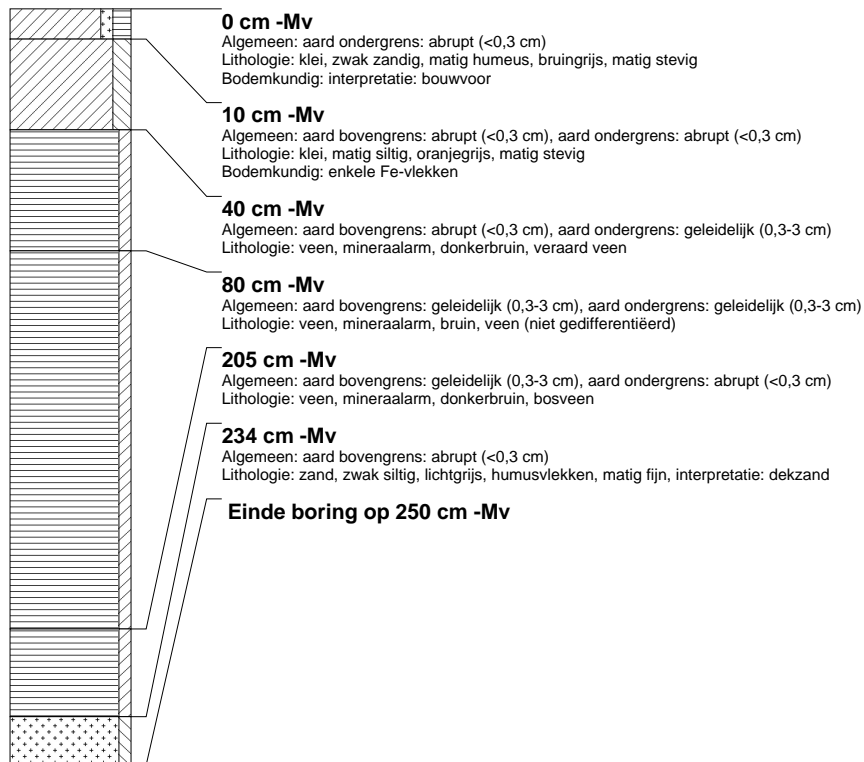 0 cm -Mv
Algemeen: aard ondergrens: abrupt (<0,3 cm)
Lithologie: klei, zwak zandig, matig humeus, bruingrijs, matig stevig
Bodemkundig: interpretatie: bouwvoor
10 cm -Mv
Algemeen: aard bovengrens: abrupt (<0,3 cm), aard ondergrens: abrupt (<0,3 cm)
Lithologie: klei, matig siltig, oranjegrijs, matig stevig
Bodemkundig: enkele Fe-vlekken
40 cm -Mv
Algemeen: aard bovengrens: abrupt (<0,3 cm), aard ondergrens: geleidelijk (0,3-3 cm)
Lithologie: veen, mineraalarm, donkerbruin, veraard veen
80 cm -Mv
Algemeen: aard bovengrens: geleidelijk (0,3-3 cm), aard ondergrens: geleidelijk (0,3-3 cm)
Lithologie: veen, mineraalarm, bruin, veen (niet gedifferentiëerd)
205 cm -Mv
Algemeen: aard bovengrens: geleidelijk (0,3-3 cm), aard ondergrens: abrupt (<0,3 cm)
Lithologie: veen, mineraalarm, donkerbruin, bosveen
234 cm -Mv
Algemeen: aard bovengrens: abrupt (<0,3 cm)
Lithologie: zand, zwak siltig, lichtgrijs, humusvlekken, matig fijn, interpretatie: dekzand
Einde boring op 250 cm -Mv